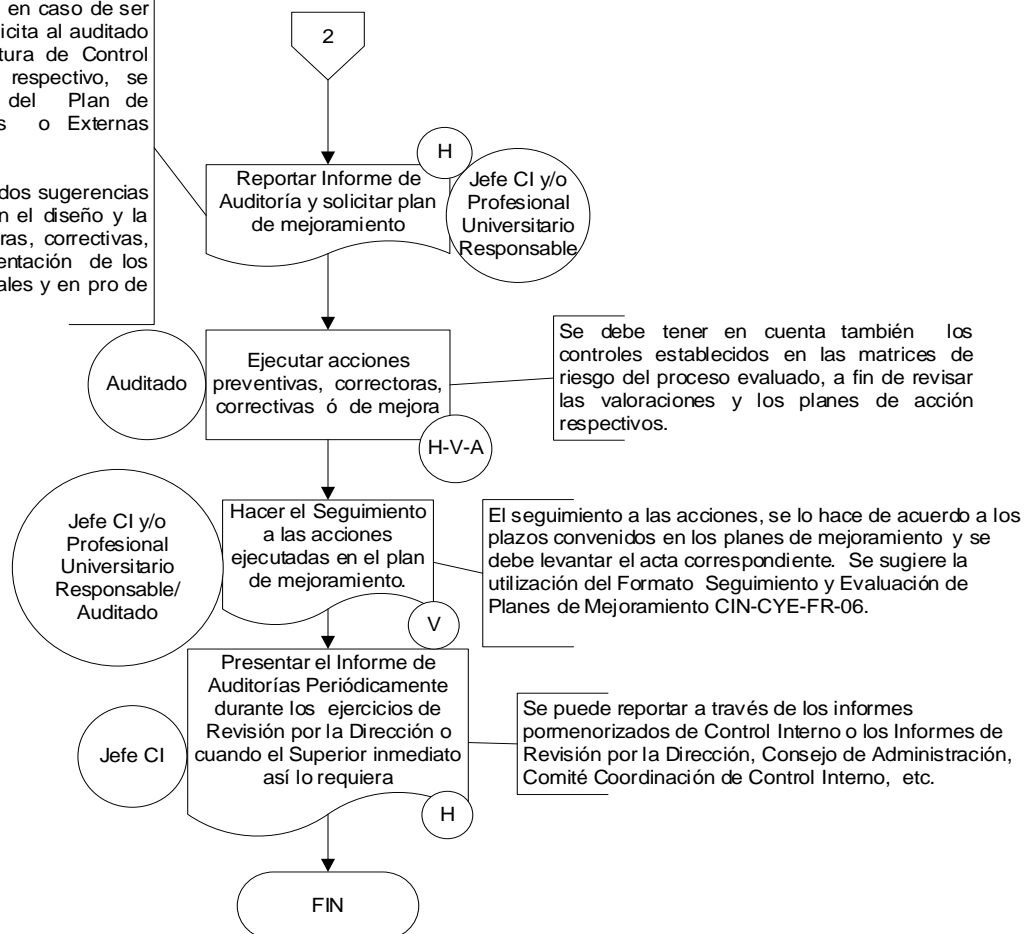 en caso de ser
icita al auditado
tura de Control
respectivo, se
del Plan de
s o Externas
dos sugerencias
n el diseño y la
ras, correctivas,
entación de los
ales y en pro de
2
H
Reportar Informe de
Auditoría y solicitar plan
de mejoramiento
Jefe CI y/o
Profesional
Universitario
Responsable
Auditado
Ejecutar acciones
preventivas, correctoras,
correctivas ó de mejora
H-V-A
Se debe tener en cuenta también los
controles establecidos en las matrices de
riesgo del proceso evaluado, a fin de revisar
las valoraciones y los planes de acción
respectivos.
Jefe CI y/o
Profesional
Universitario
Responsable/
Auditado
Hacer el Seguimiento
a las acciones
ejecutadas en el plan
de mejoramiento.
V
El seguimiento a las acciones, se lo hace de acuerdo a los
plazos convenidos en los planes de mejoramiento y se
debe levantar el acta correspondiente. Se sugiere la
utilización del Formato Seguimiento y Evaluación de
Planes de Mejoramiento CIN-CYE-FR-06.
Jefe CI
Presentar el Informe de
Auditorías Periódicamente
durante los ejercicios de
Revisión por la Dirección o
cuando el Superior inmediato
así lo requiera
H
Se puede reportar a través de los informes
pormenorizados de Control Interno o los Informes de
Revisión por la Dirección, Consejo de Administración,
Comité Coordinación de Control Interno, etc.
FIN